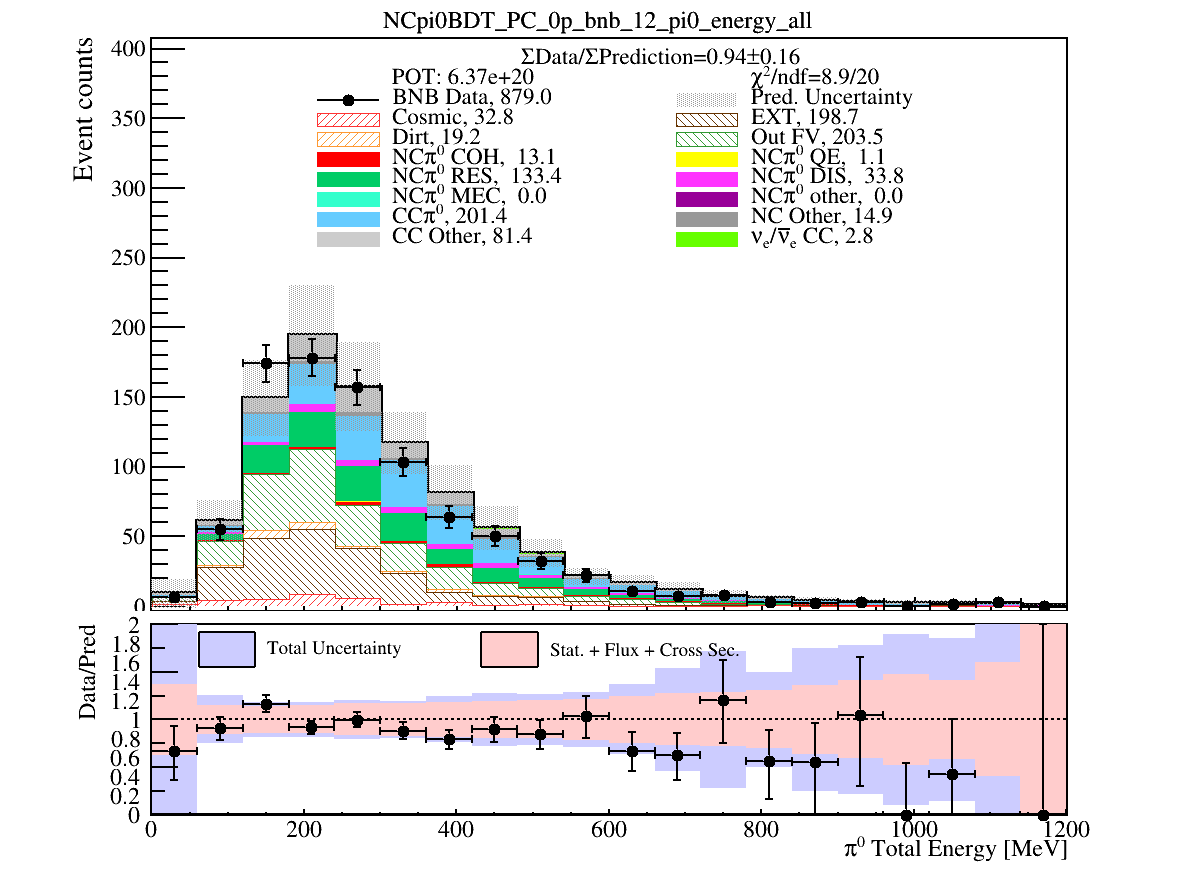 NCpi0BDT_PC_0p_bnb_12_pi0_energy_all
ΣData/ΣPrediction=0.94±0.16
POT: 6.37e+20
χ²/ndf=8.9/20
BNB Data, 879.0
Pred. Uncertainty
Cosmic, 32.8
EXT, 198.7
Dirt, 19.2
Out FV, 203.5
NCπ⁰ COH, 13.1
NCπ⁰ QE, 1.1
NCπ⁰ RES, 133.4
NCπ⁰ DIS, 33.8
NCπ⁰ MEC, 0.0
NCπ⁰ other, 0.0
CCπ⁰, 201.4
NC Other, 14.9
CC Other, 81.4
νₑ/ν̅ₑ CC, 2.8
Event counts
400
350
300
250
200
150
100
50
0
Total Uncertainty
Stat. + Flux + Cross Sec.
Data/Pred
2
1.8
1.6
1.4
1.2
1
0.8
0.6
0.4
0.2
0
0 200 400 600 800 1000 1200
π⁰ Total Energy [MeV]